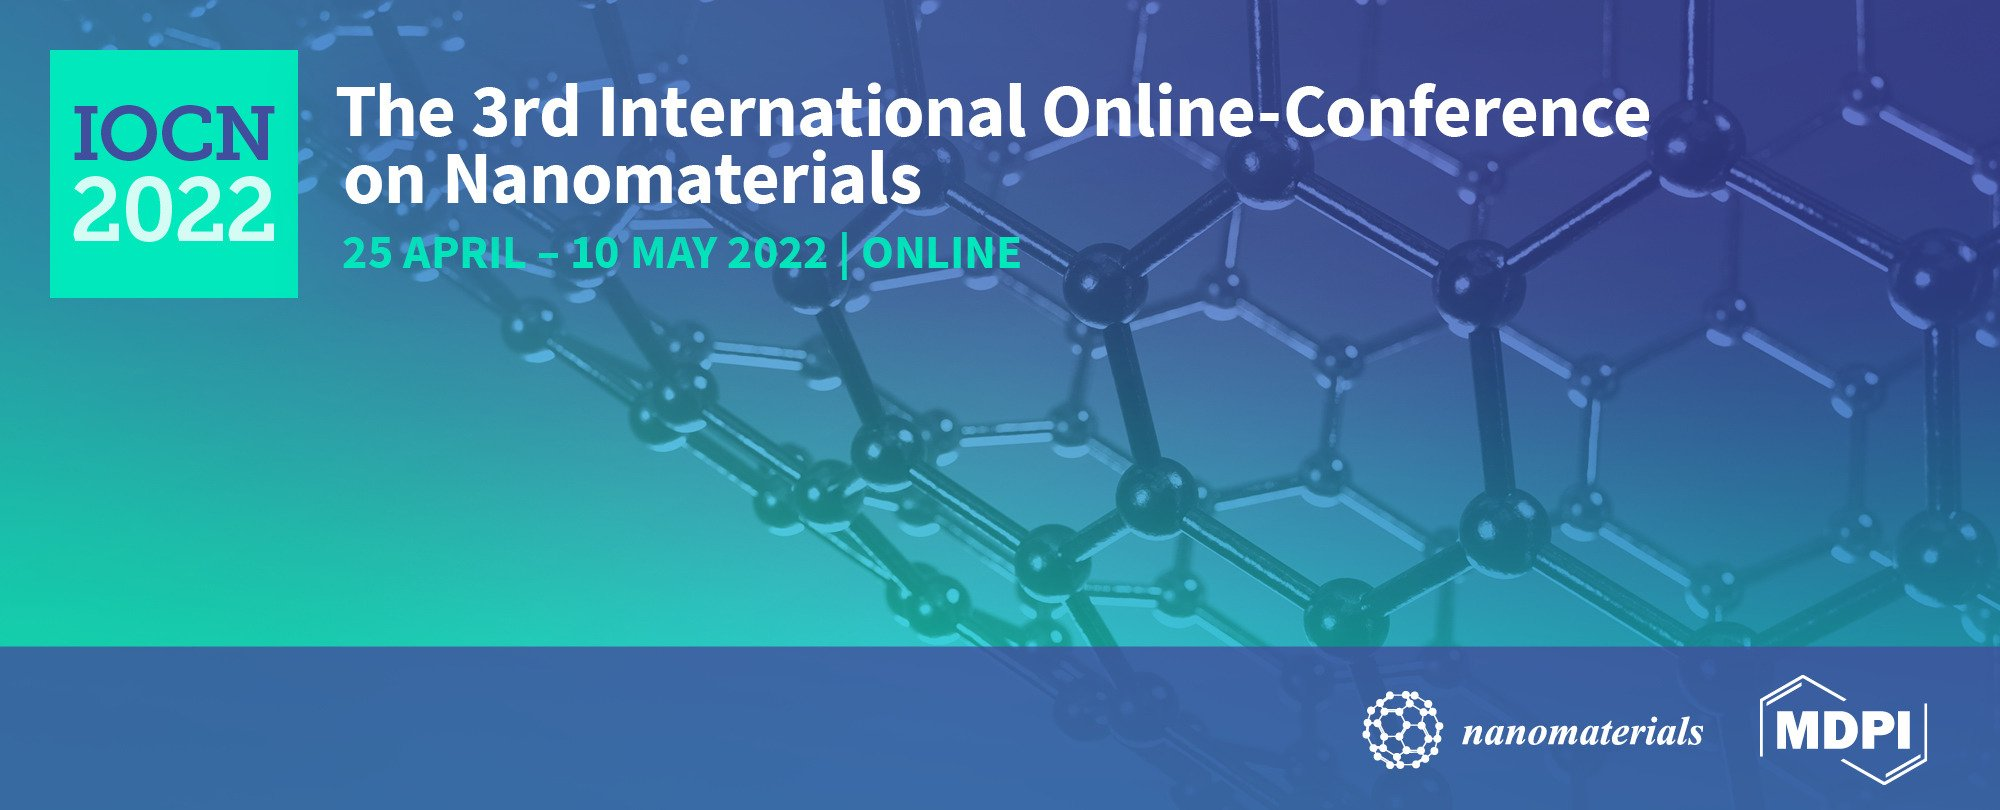 IOCN
2022
The 3rd International Online-Conference
on Nanomaterials
25 APRIL – 10 MAY 2022 | ONLINE
nanomaterials
MDPI